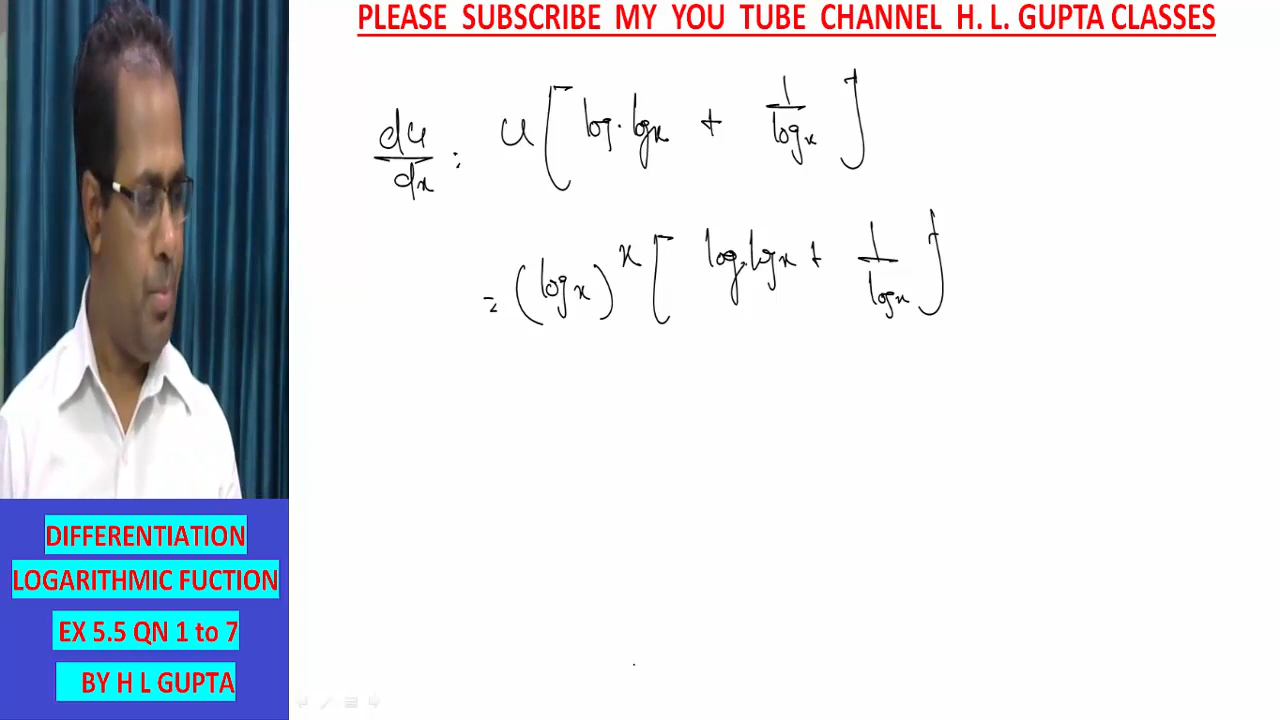 PLEASE SUBSCRIBE MY YOU TUBE CHANNEL H. L. GUPTA CLASSES
du/dx = u[log.logx + 1/logx]
= (logx)^x [log.logx + 1/logx]
DIFFERENTIATION
LOGARITHMIC FUCTION
EX 5.5 QN 1 to 7
BY H L GUPTA